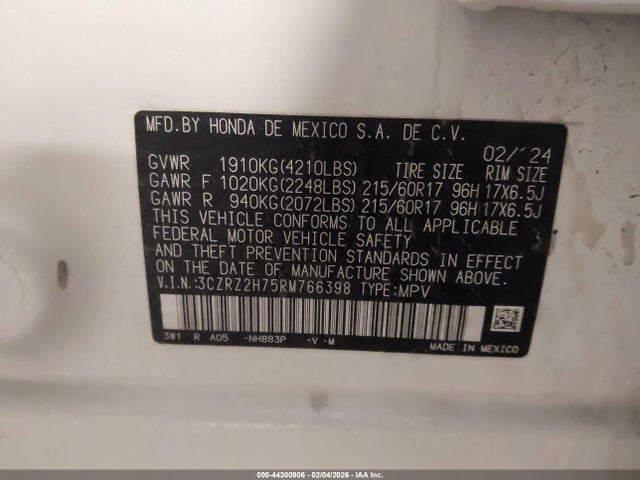 MFD.BY HONDA DE MEXICO S.A. DE C.V.
02/'24
GVWR 1910KG(4210LBS) TIRE SIZE RIM SIZE
GAWR F 1020KG(2248LBS) 215/60R17 96H 17X6.5J
GAWR R 940KG(2072LBS) 215/60R17 96H 17X6.5J
THIS VEHICLE CONFORMS TO ALL APPLICABLE
FEDERAL MOTOR VEHICLE SAFETY
AND THEFT PREVENTION STANDARDS IN EFFECT
ON THE DATE OF MANUFACTURE SHOWN ABOVE.
V.I.N.:3CZRZ2H75RM766398 TYPE:MPV
3W1 R A05 -NH883P -V -M MADE IN MEXICO
000-44300906 - 02/04/2026 - IAA Inc.